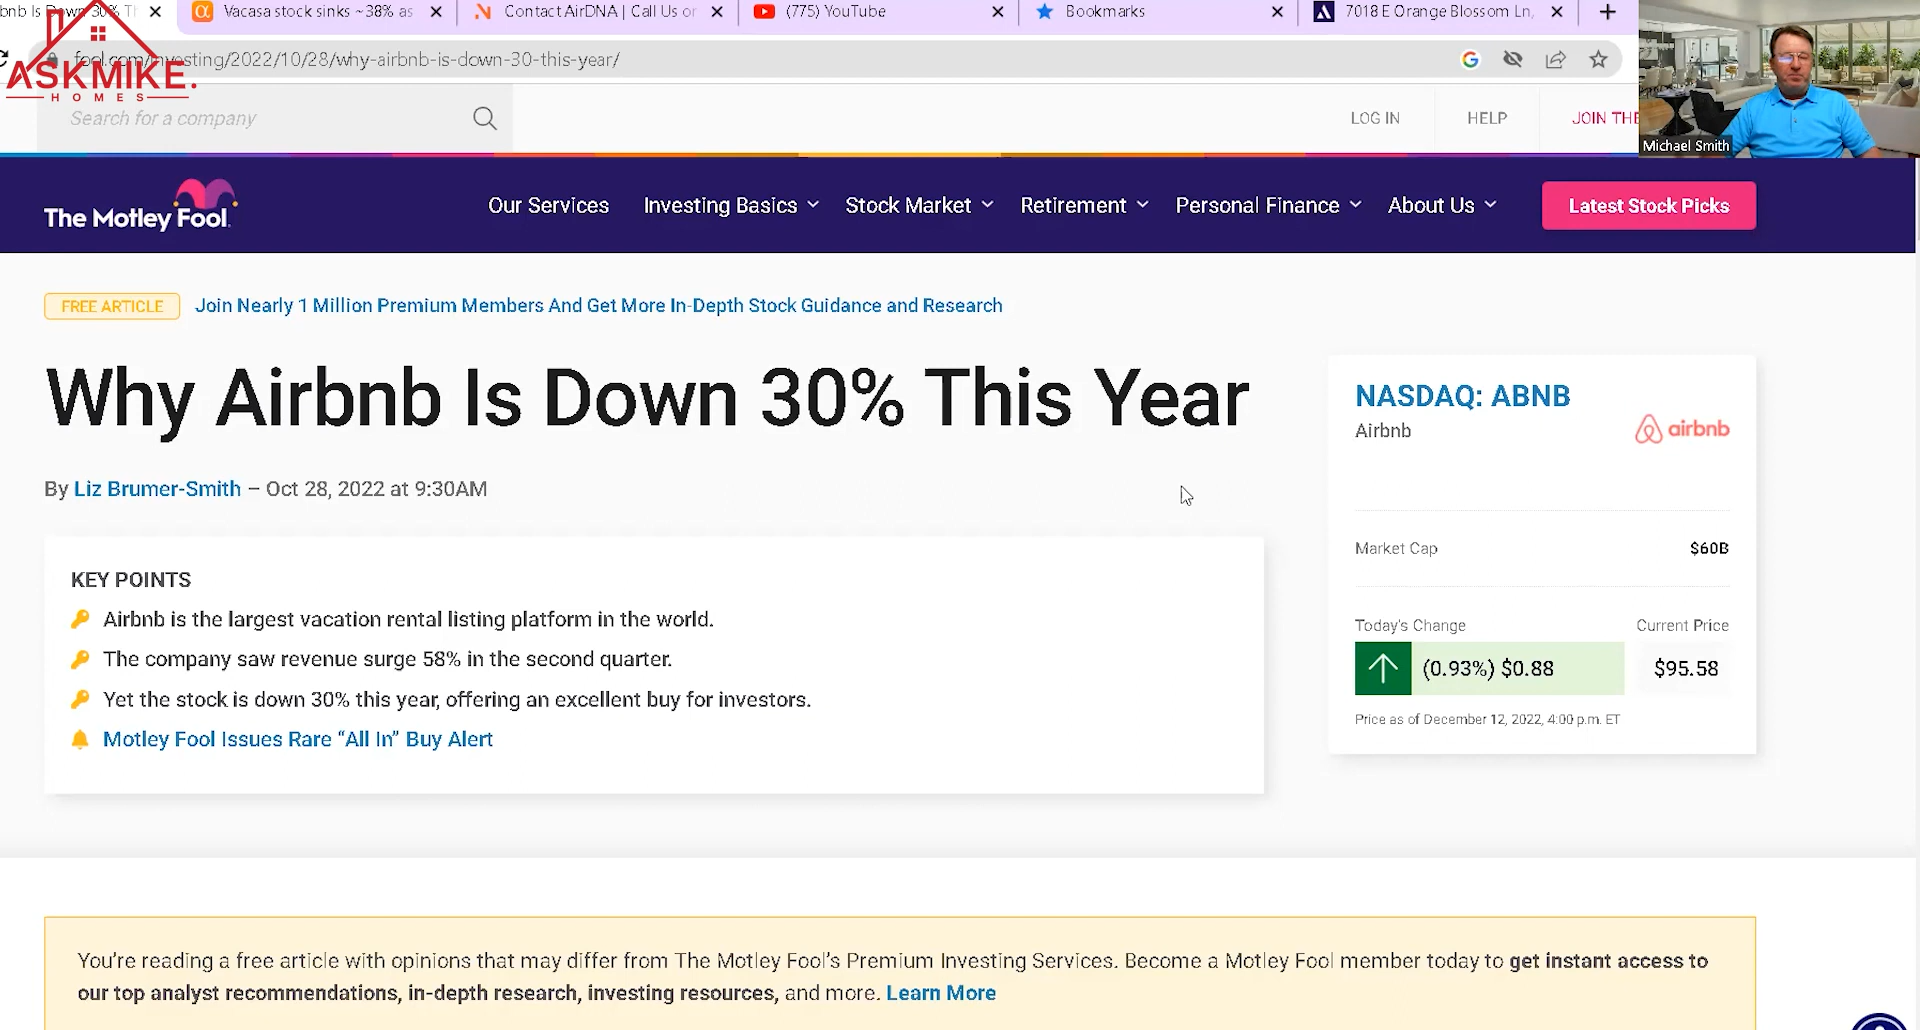 bnb Is Down 30% Th
Vacasa stock sinks ~38% as
Contact AirDNA | Call Us or
(775) YouTube
Bookmarks
7018 E Orange Blossom Ln,
fool.com/investing/2022/10/28/why-airbnb-is-down-30-this-year/
ASKMIKE.
HOMES
Search for a company
LOG IN
HELP
JOIN THE
Michael Smith
The Motley Fool
Our Services
Investing Basics
Stock Market
Retirement
Personal Finance
About Us
Latest Stock Picks
FREE ARTICLE
Join Nearly 1 Million Premium Members And Get More In-Depth Stock Guidance and Research
Why Airbnb Is Down 30% This Year
By Liz Brumer-Smith – Oct 28, 2022 at 9:30AM
KEY POINTS
Airbnb is the largest vacation rental listing platform in the world.
The company saw revenue surge 58% in the second quarter.
Yet the stock is down 30% this year, offering an excellent buy for investors.
Motley Fool Issues Rare “All In” Buy Alert
NASDAQ: ABNB
Airbnb
airbnb
Market Cap
$60B
Today's Change
Current Price
(0.93%) $0.88
$95.58
Price as of December 12, 2022, 4:00 p.m. ET
You’re reading a free article with opinions that may differ from The Motley Fool’s Premium Investing Services. Become a Motley Fool member today to get instant access to
our top analyst recommendations, in-depth research, investing resources, and more. Learn More